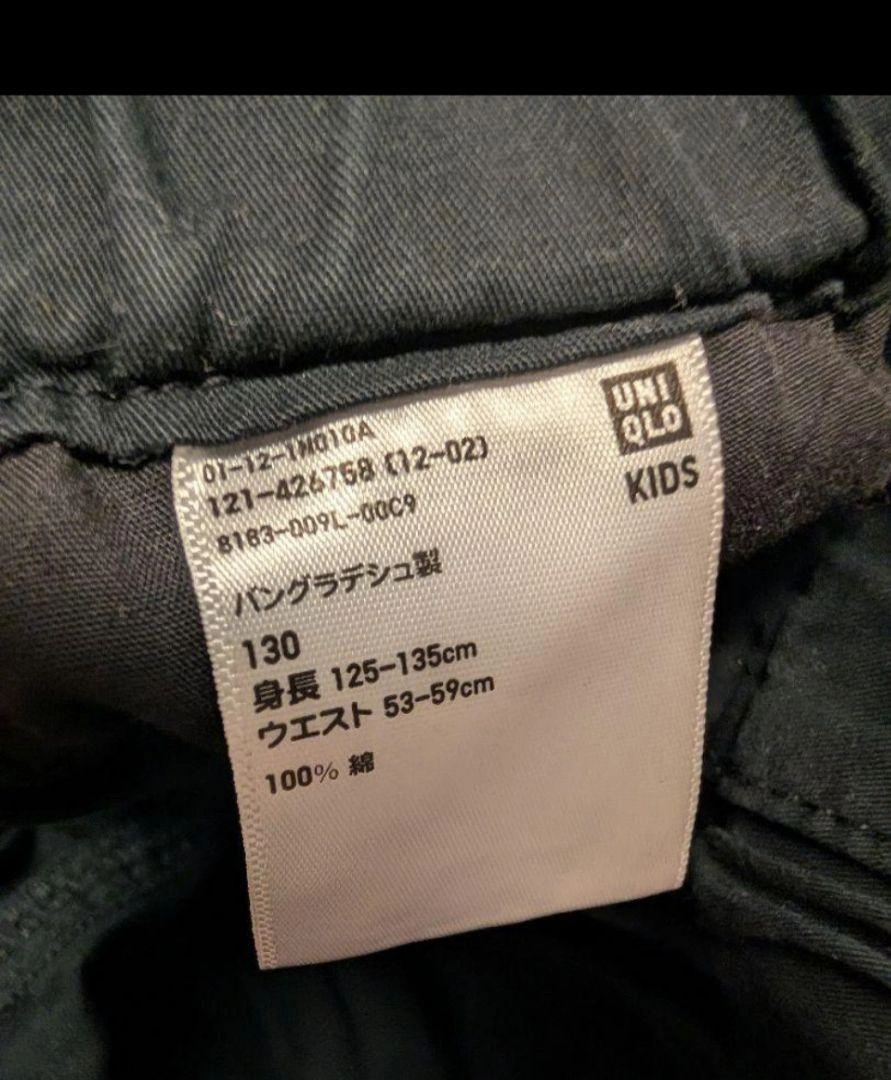 UNI
QLO
KIDS
01-12-1N010A
121-426758 (12-02)
8183-009L-00C9
バングラデシュ製
130
身長 125-135cm
ウエスト 53-59cm
100% 綿